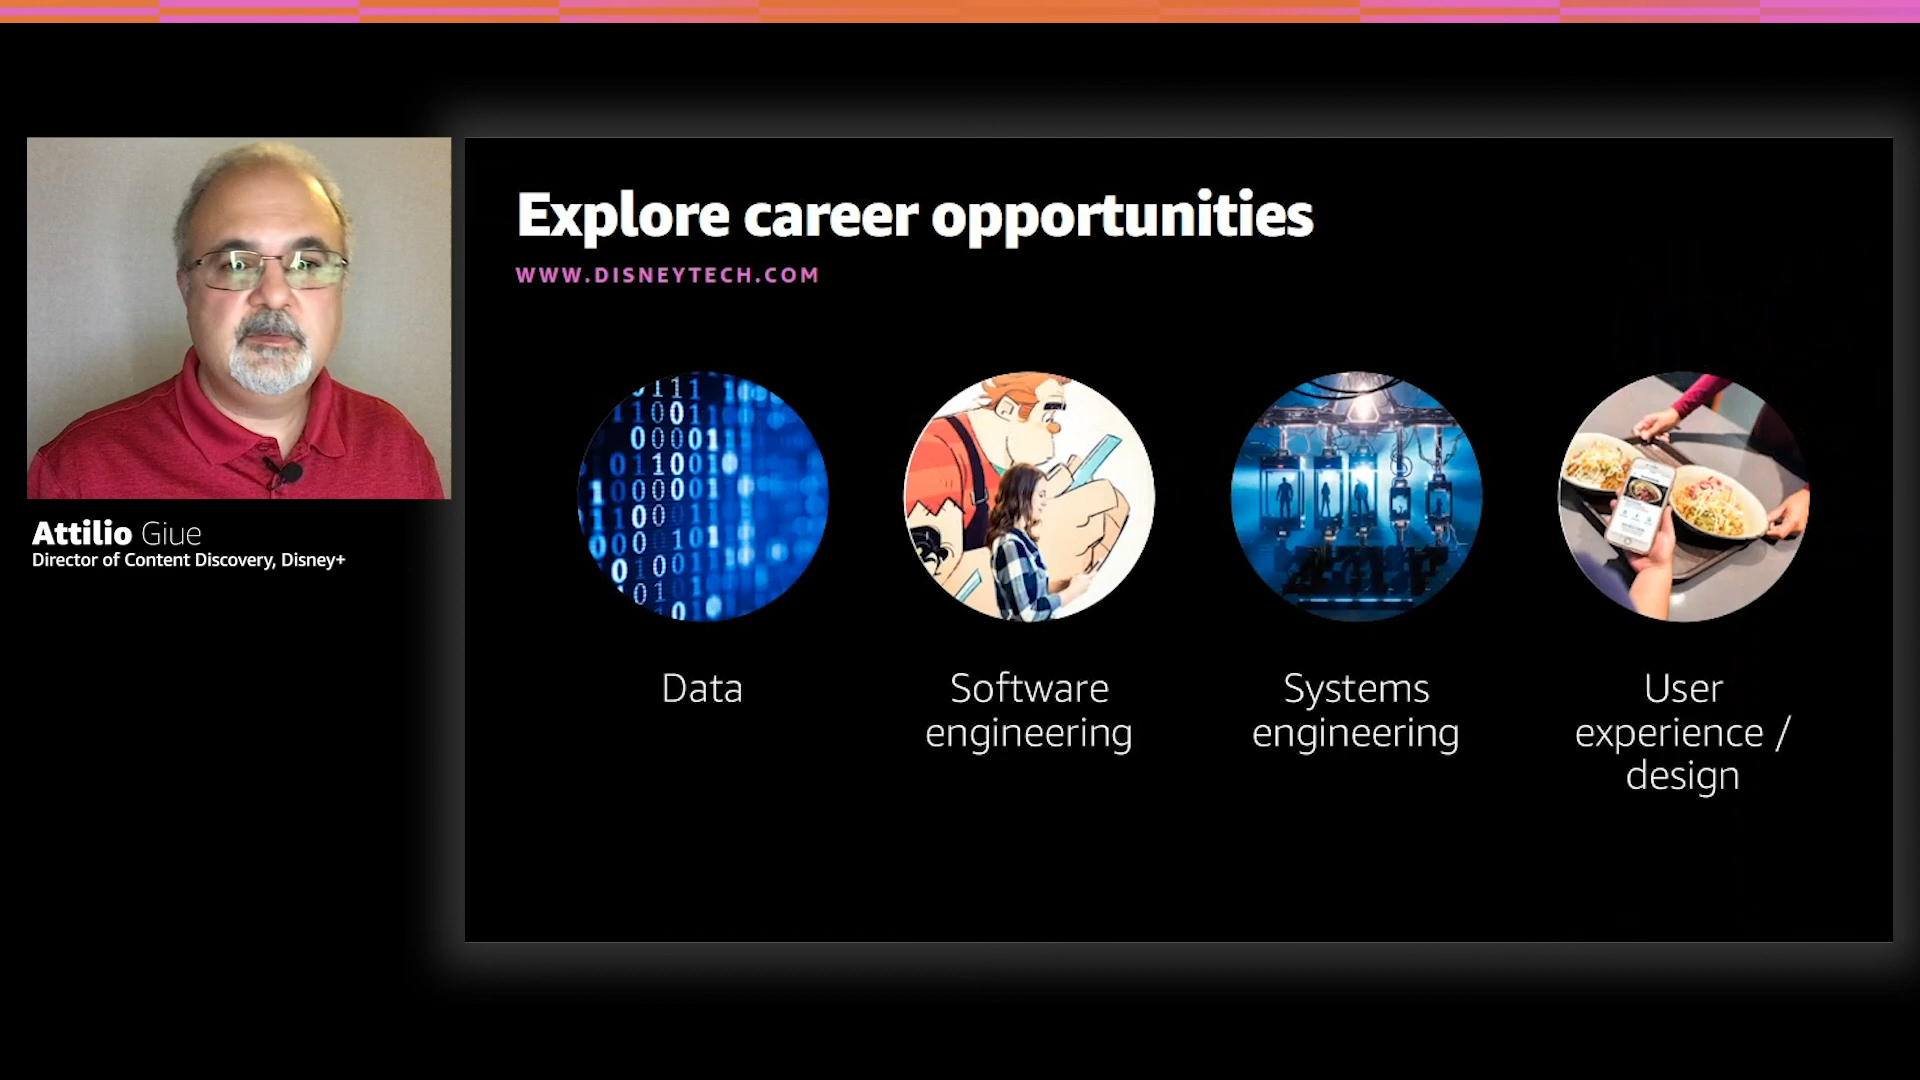 Explore career opportunities
WWW.DISNEYTECH.COM
Attilio Giue
Director of Content Discovery, Disney+
Data
Software
engineering
Systems
engineering
User
experience /
design